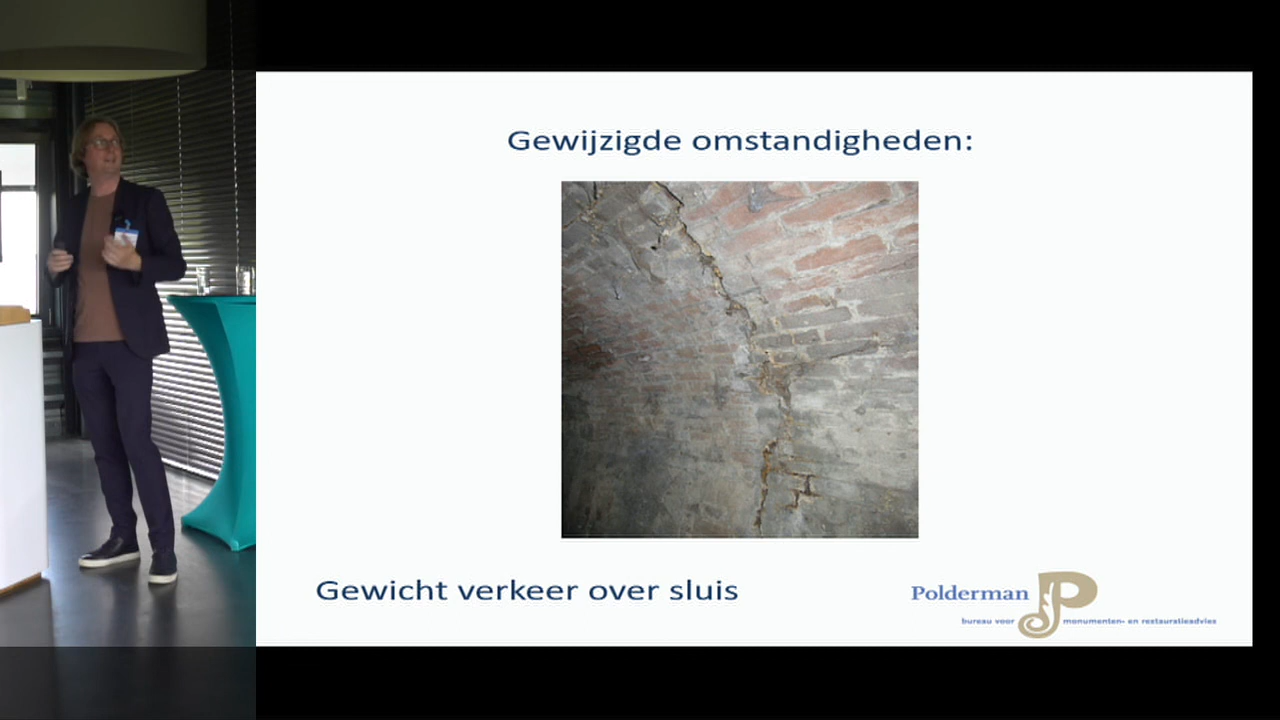 Gewijzigde omstandigheden:
Gewicht verkeer over sluis
Polderman
bureau voor monumenten- en restauratieadvies